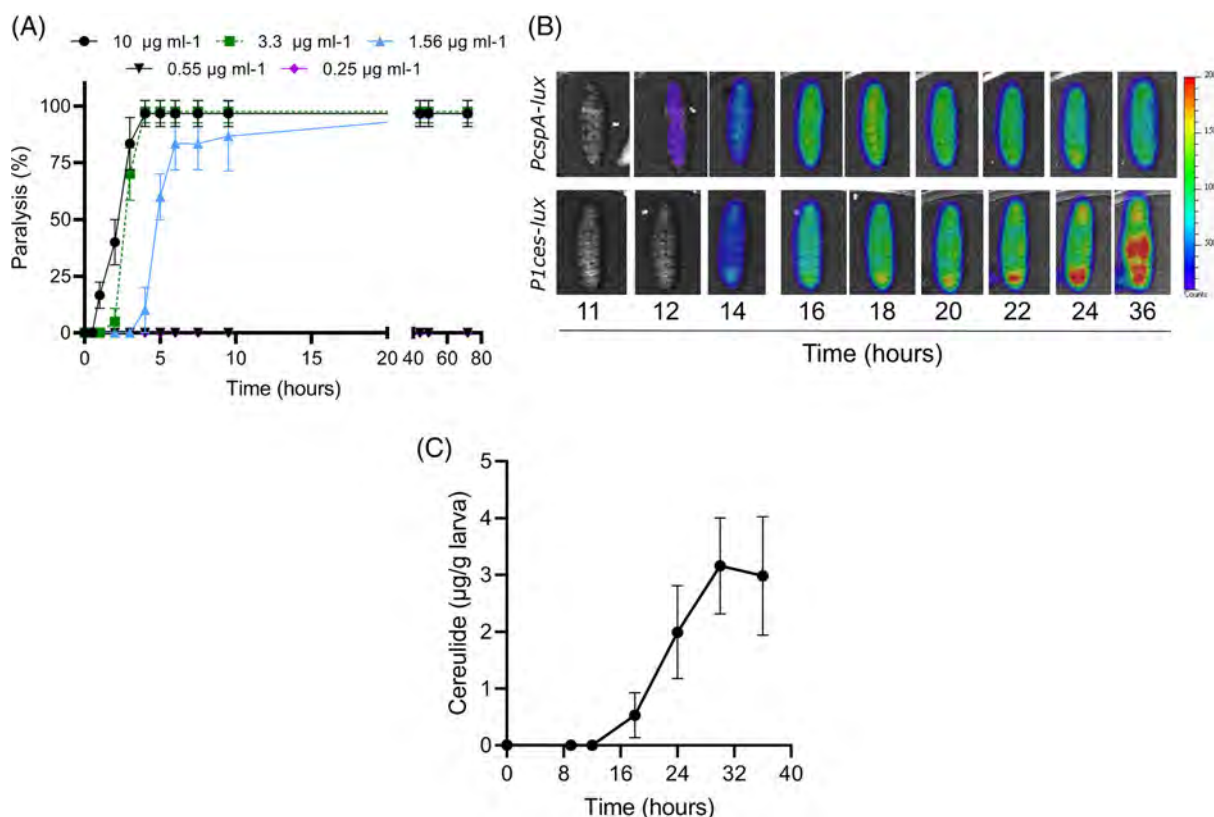 (A)
10 µg ml-1 3.3 µg ml-1 1.56 µg ml-1
0.55 µg ml-1 0.25 µg ml-1
Paralysis (%)
100
75
50
25
0
0 5 10 15 20 40 60 80
Time (hours)
(B)
PcspA-lux
P1ces-lux
Counts
11 12 14 16 18 20 22 24 36
Time (hours)
(C)
Cereulide (µg/g larva)
5
4
3
2
1
0
0 8 16 24 32 40
Time (hours)